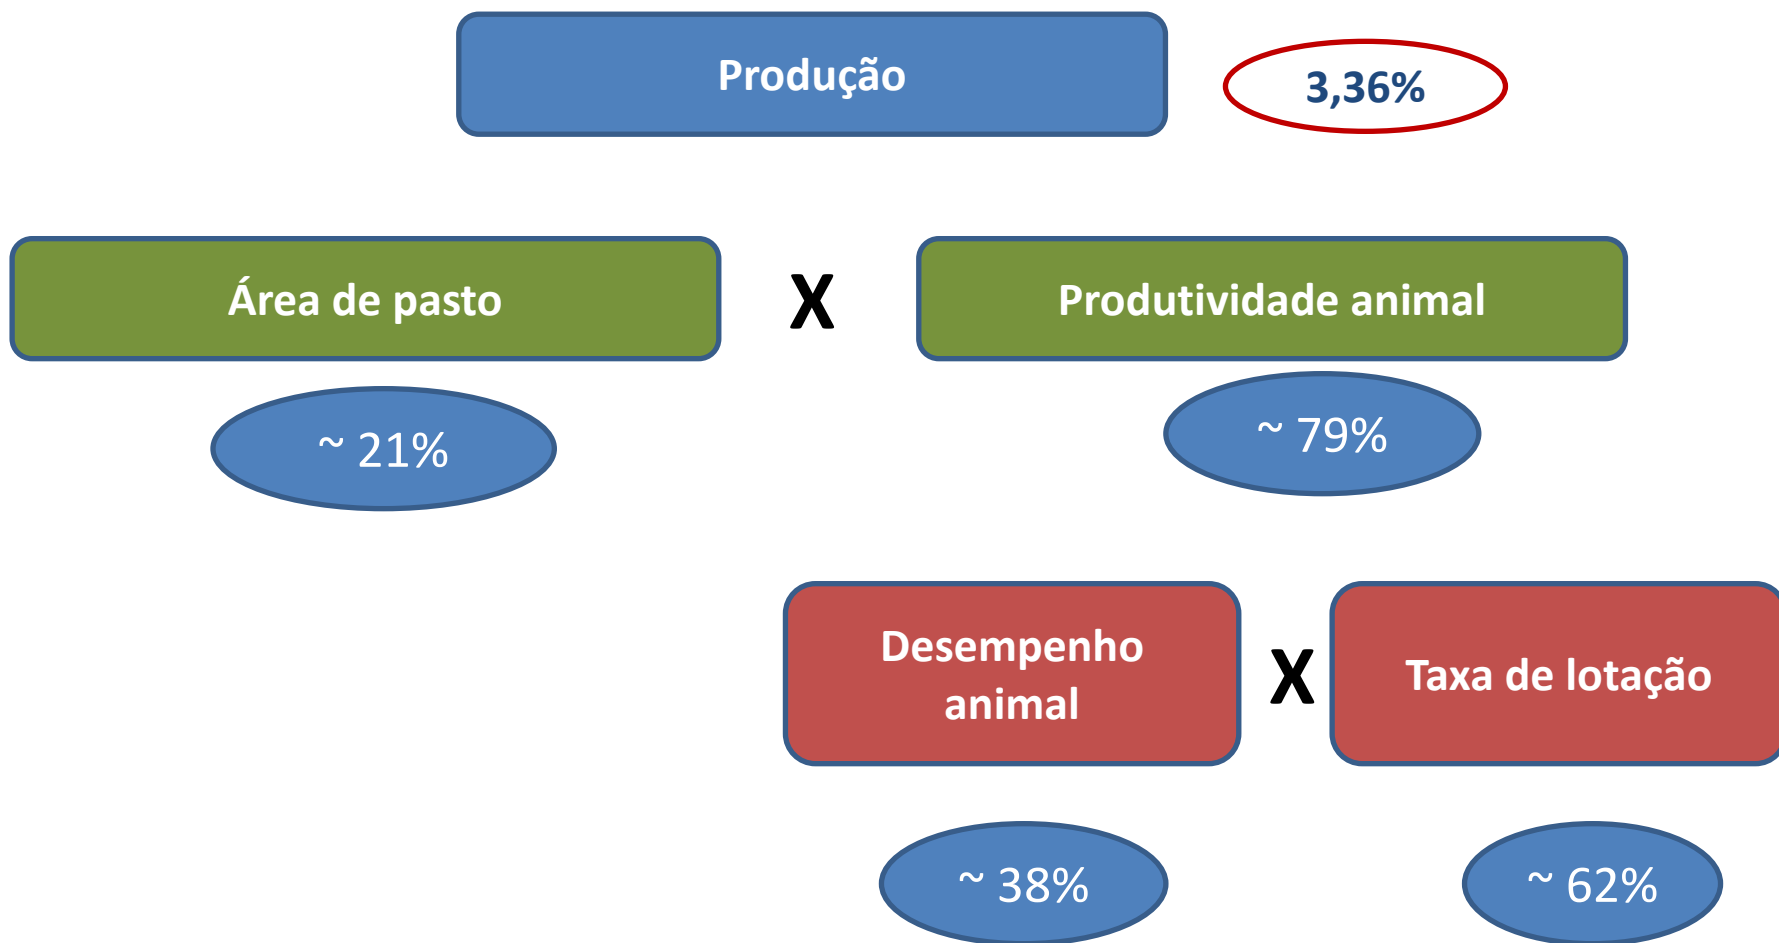 Produção
3,36%
Área de pasto
X
Produtividade animal
~ 21%
~ 79%
Desempenho
animal
X
Taxa de lotação
~ 38%
~ 62%